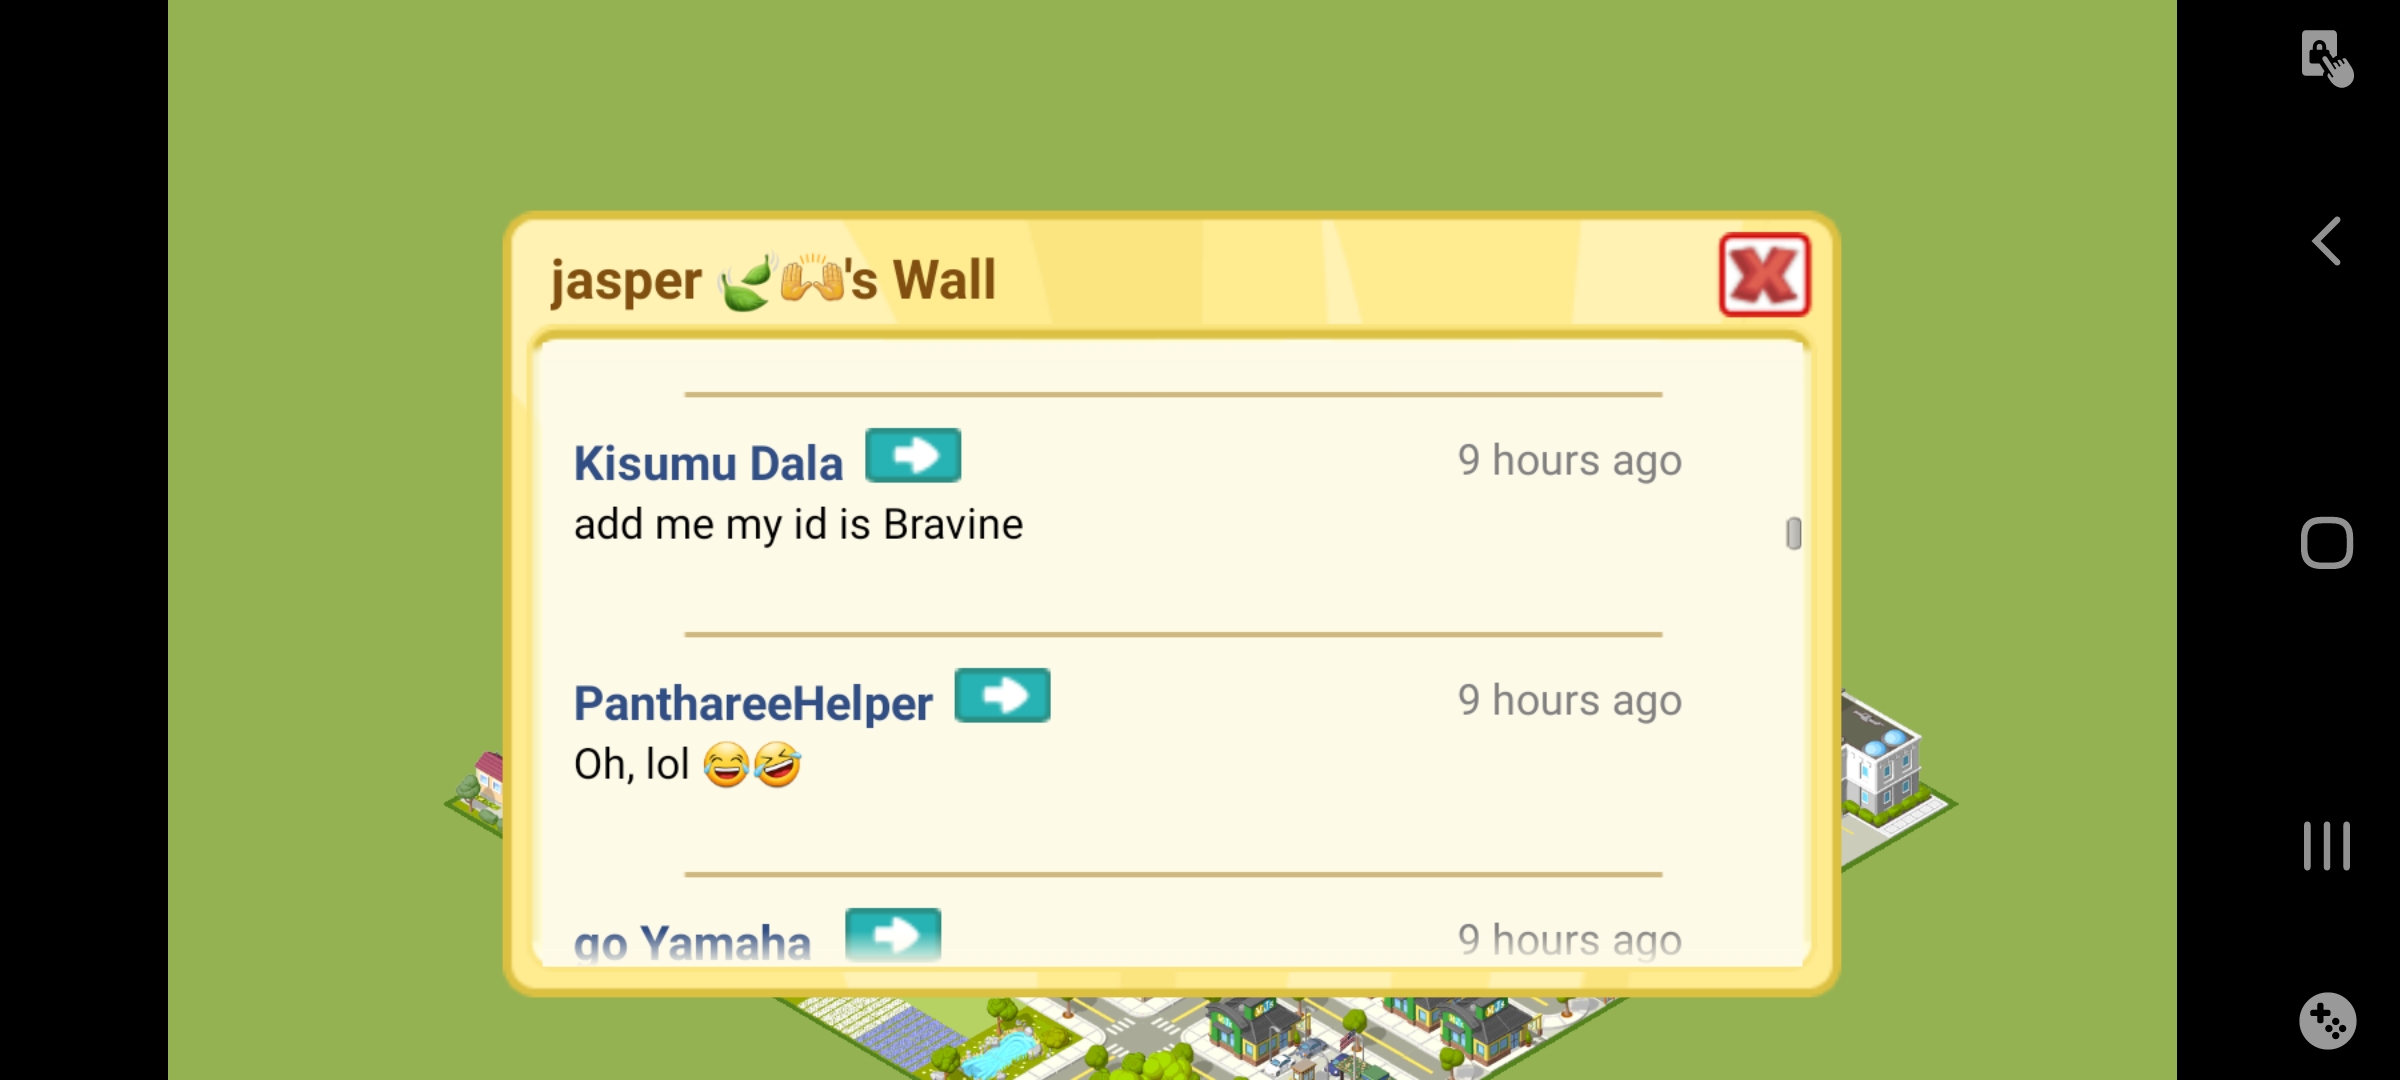 jasper 🍃🙌's Wall
Kisumu Dala
9 hours ago
add me my id is Bravine
PanthareeHelper
9 hours ago
Oh, lol 😂🤣
go Yamaha
9 hours ago